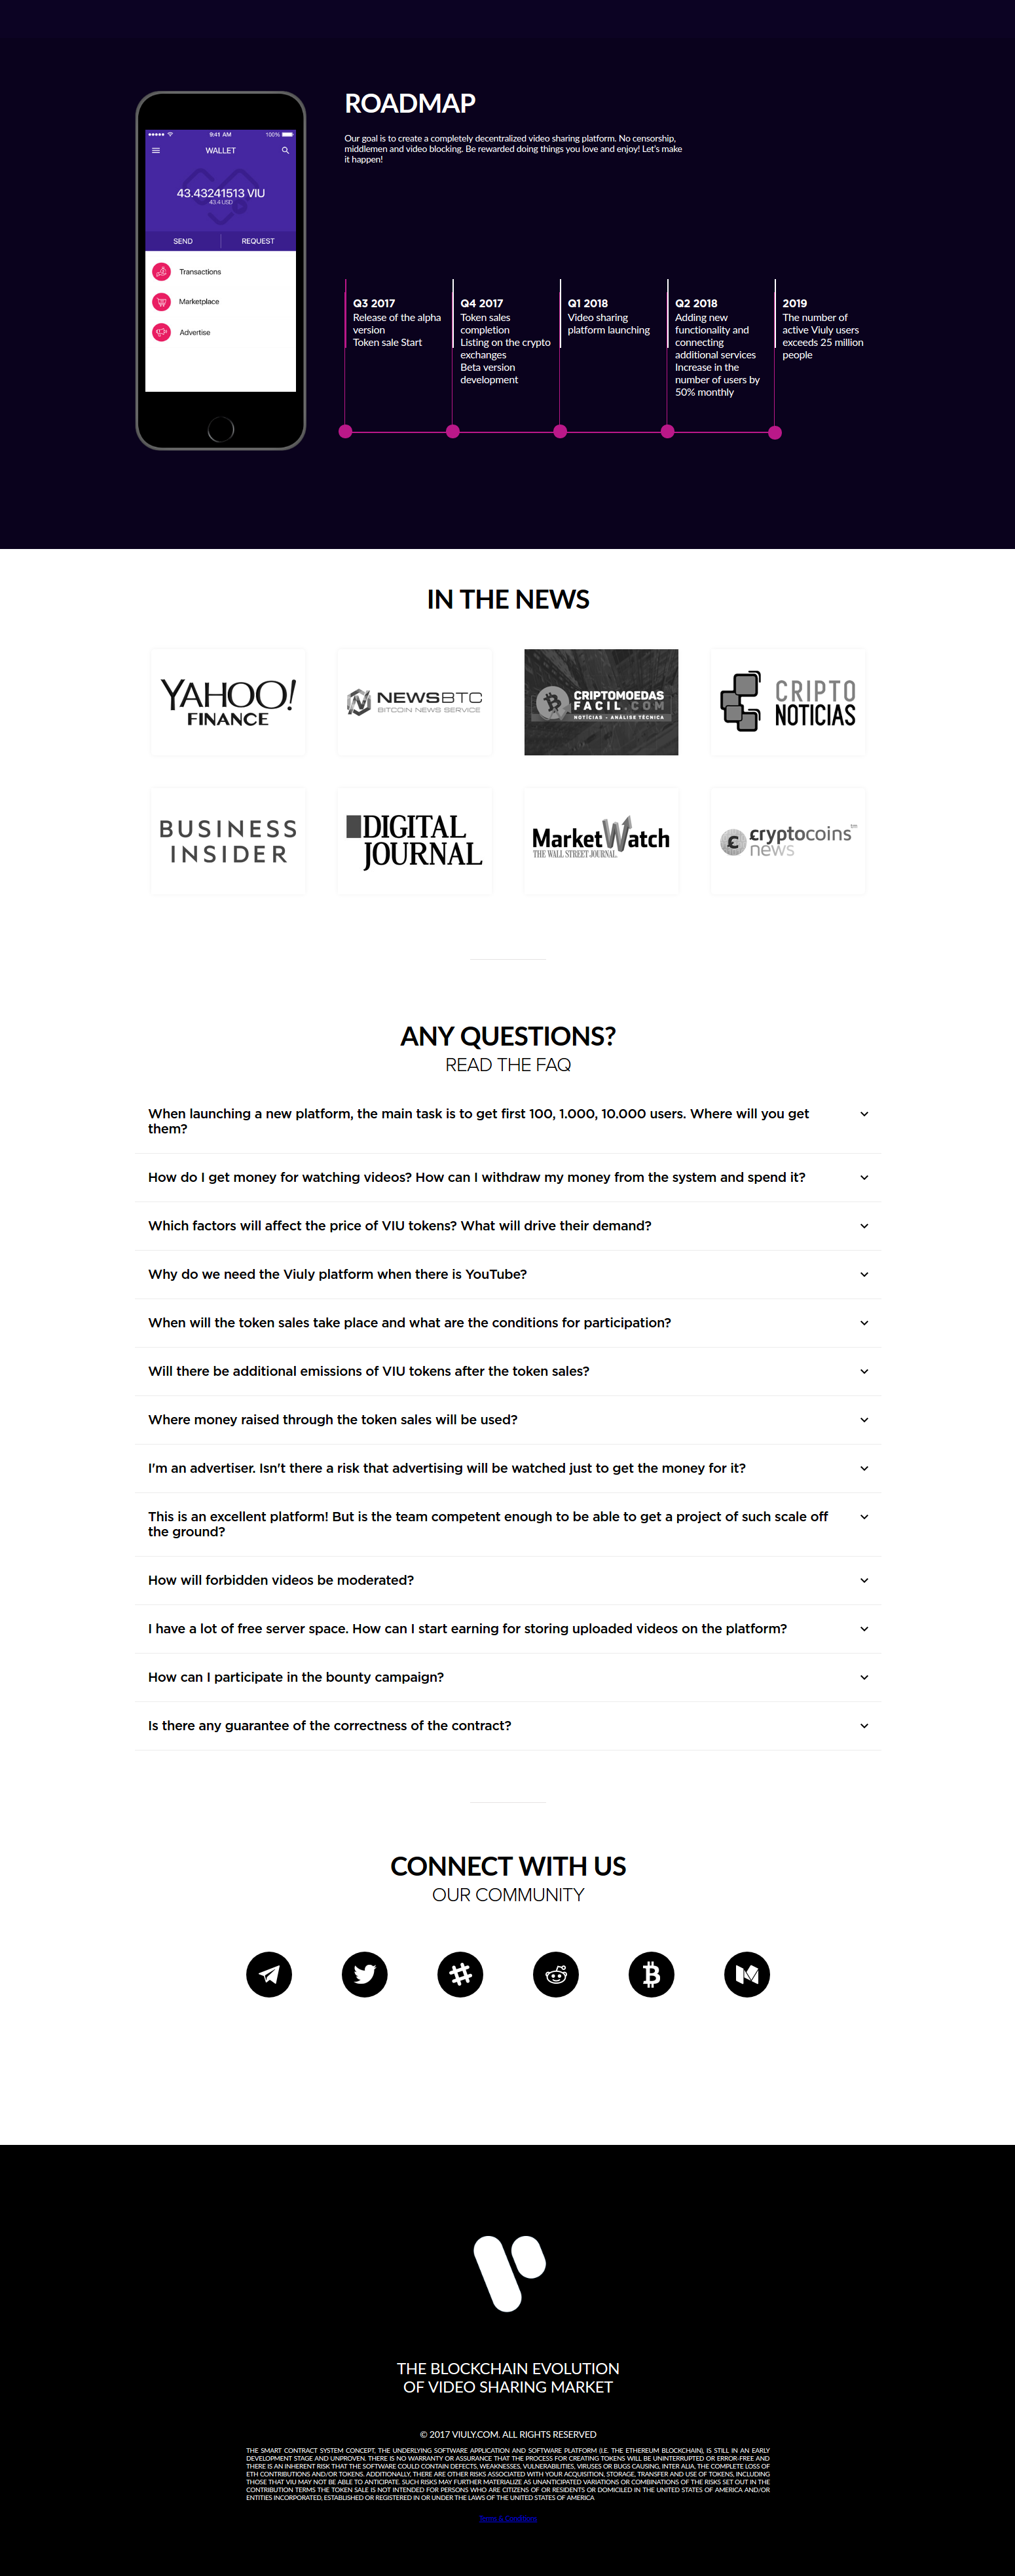 ROADMAP
Our goal is to create a completely decentralized video sharing platform. No censorship,
middlemen and video blocking. Be rewarded doing things you love and enjoy! Let's make
it happen!
9:41 AM
100%
WALLET
43.43241513 VIU
43.4 USD
SEND
REQUEST
Transactions
Marketplace
Advertise
Q3 2017
Release of the alpha
version
Token sale Start
Q4 2017
Token sales
completion
Listing on the crypto
exchanges
Beta version
development
Q1 2018
Video sharing
platform launching
Q2 2018
Adding new
functionality and
connecting
additional services
Increase in the
number of users by
50% monthly
2019
The number of
active Viuly users
exceeds 25 million
people
IN THE NEWS
YAHOO!
FINANCE
NEWSBTC
BITCOIN NEWS SERVICE
CRIPTOMOEDAS
FACIL.COM
NOTÍCIAS - ANÁLISE TÉCNICA
CRIPTO
NOTICIAS
BUSINESS
INSIDER
DIGITAL
JOURNAL
MarketWatch
THE WALL STREET JOURNAL.
cryptocoins
news
ANY QUESTIONS?
READ THE FAQ
When launching a new platform, the main task is to get first 100, 1.000, 10.000 users. Where will you get
them?
How do I get money for watching videos? How can I withdraw my money from the system and spend it?
Which factors will affect the price of VIU tokens? What will drive their demand?
Why do we need the Viuly platform when there is YouTube?
When will the token sales take place and what are the conditions for participation?
Will there be additional emissions of VIU tokens after the token sales?
Where money raised through the token sales will be used?
I'm an advertiser. Isn't there a risk that advertising will be watched just to get the money for it?
This is an excellent platform! But is the team competent enough to be able to get a project of such scale off
the ground?
How will forbidden videos be moderated?
I have a lot of free server space. How can I start earning for storing uploaded videos on the platform?
How can I participate in the bounty campaign?
Is there any guarantee of the correctness of the contract?
CONNECT WITH US
OUR COMMUNITY
THE BLOCKCHAIN EVOLUTION
OF VIDEO SHARING MARKET
© 2017 VIULY.COM. ALL RIGHTS RESERVED
THE SMART CONTRACT SYSTEM CONCEPT, THE UNDERLYING SOFTWARE APPLICATION AND SOFTWARE PLATFORM (I.E. THE ETHEREUM BLOCKCHAIN), IS STILL IN AN EARLY
DEVELOPMENT STAGE AND UNPROVEN. THERE IS NO WARRANTY OR ASSURANCE THAT THE PROCESS FOR CREATING TOKENS WILL BE UNINTERRUPTED OR ERROR-FREE AND
THERE IS AN INHERENT RISK THAT THE SOFTWARE COULD CONTAIN DEFECTS, WEAKNESSES, VULNERABILITIES, VIRUSES OR BUGS CAUSING, INTER ALIA, THE COMPLETE LOSS OF
ETH CONTRIBUTIONS AND/OR TOKENS. ADDITIONALLY, THERE ARE OTHER RISKS ASSOCIATED WITH YOUR ACQUISITION, STORAGE, TRANSFER AND USE OF TOKENS, INCLUDING
THOSE THAT VIU MAY NOT BE ABLE TO ANTICIPATE. SUCH RISKS MAY FURTHER MATERIALIZE AS UNANTICIPATED VARIATIONS OR COMBINATIONS OF THE RISKS SET OUT IN THE
CONTRIBUTION TERMS THE TOKEN SALE IS NOT INTENDED FOR PERSONS WHO ARE CITIZENS OF OR RESIDENTS OR DOMICILED IN THE UNITED STATES OF AMERICA AND/OR
ENTITIES INCORPORATED, ESTABLISHED OR REGISTERED IN OR UNDER THE LAWS OF THE UNITED STATES OF AMERICA
Terms & Conditions